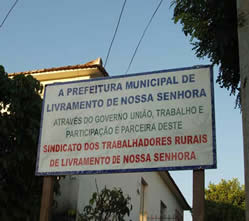 A PREFEITURA MUNICIPAL DE
LIVRAMENTO DE NOSSA SENHORA
ATRAVÉS DO GOVERNO UNIÃO, TRABALHO E
PARTICIPAÇÃO É PARCEIRA DESTE
SINDICATO DOS TRABALHADORES RURAIS
DE LIVRAMENTO DE NOSSA SENHORA